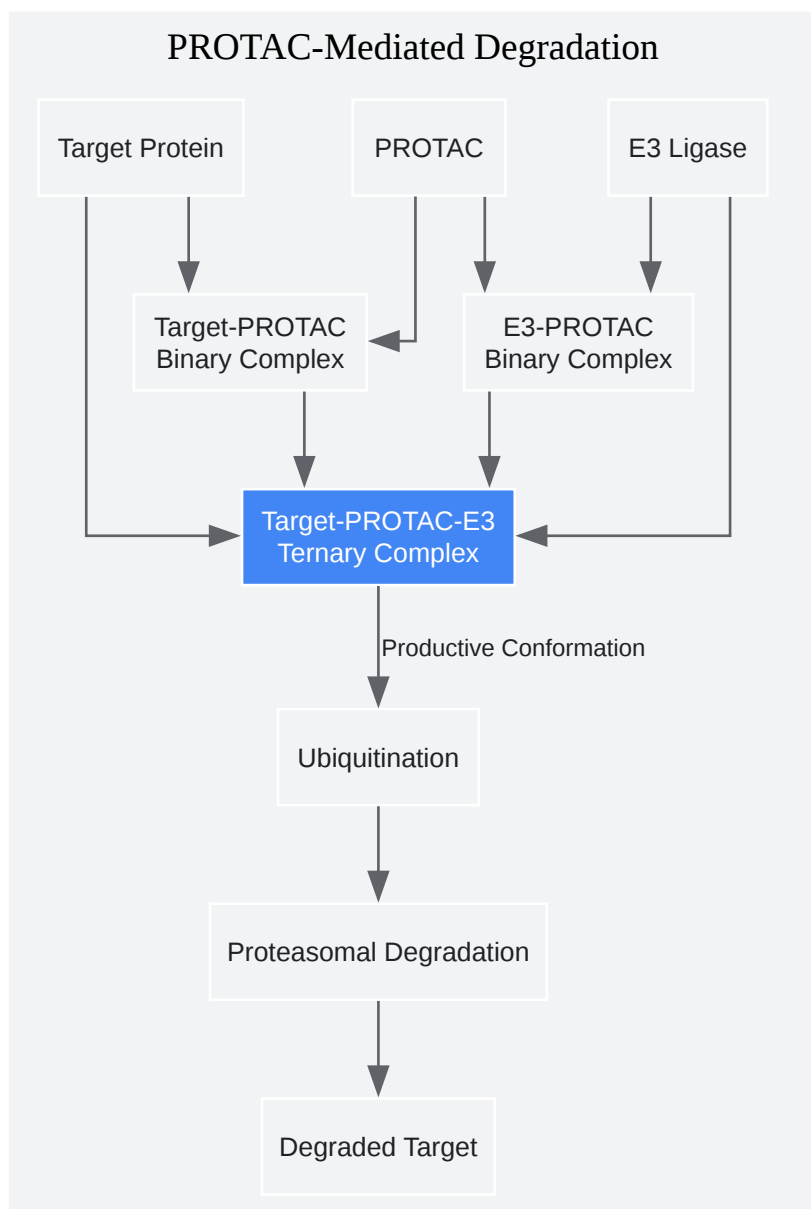 PROTAC-Mediated Degradation
Target Protein
PROTAC
E3 Ligase
Target-PROTAC
Binary Complex
E3-PROTAC
Binary Complex
Target-PROTAC-E3
Ternary Complex
Productive Conformation
Ubiquitination
Proteasomal Degradation
Degraded Target